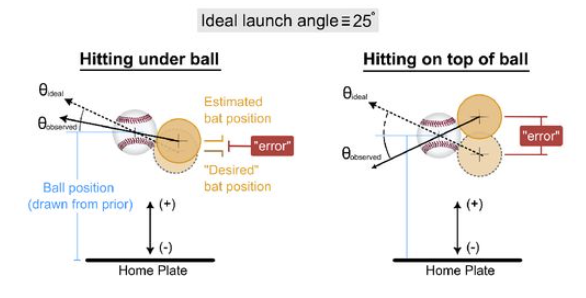 Ideal launch angle ≡ 25°
Hitting under ball
θideal
θobserved
Estimated
bat position
"error"
"Desired"
bat position
Ball position
(drawn from prior)
(+)
(-)
Home Plate
Hitting on top of ball
θideal
θobserved
"error"
(+)
(-)
Home Plate